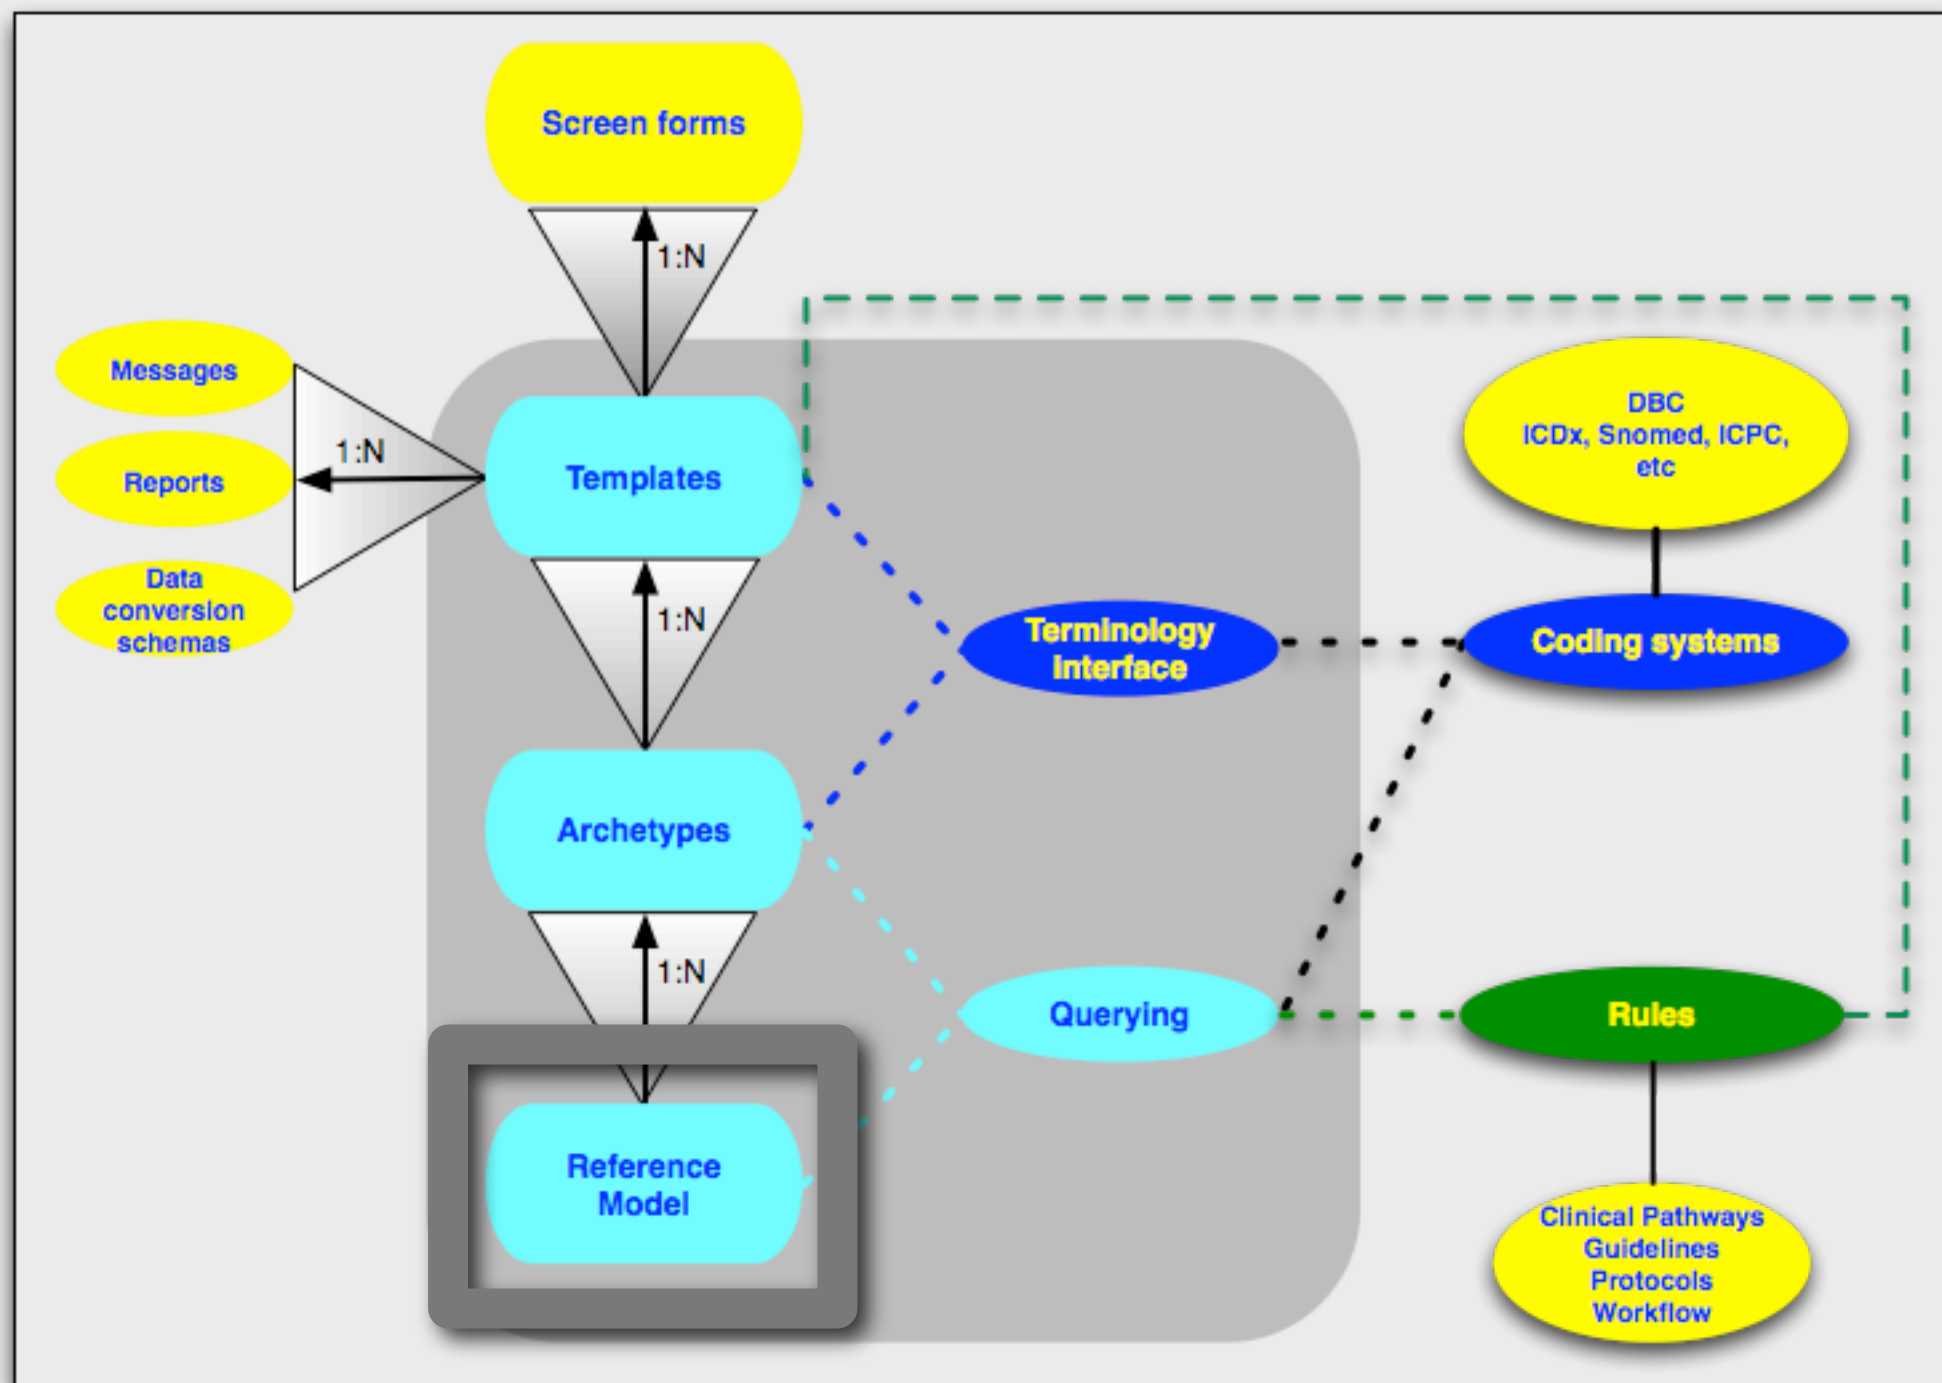 Screen forms
1:N
Messages
Reports
Data
conversion
schemas
1:N
Templates
1:N
Archetypes
1:N
Reference
Model
Terminology
Interface
Querying
DBC
ICDx, Snomed, ICPC,
etc
Coding systems
Rules
Clinical Pathways
Guidelines
Protocols
Workflow